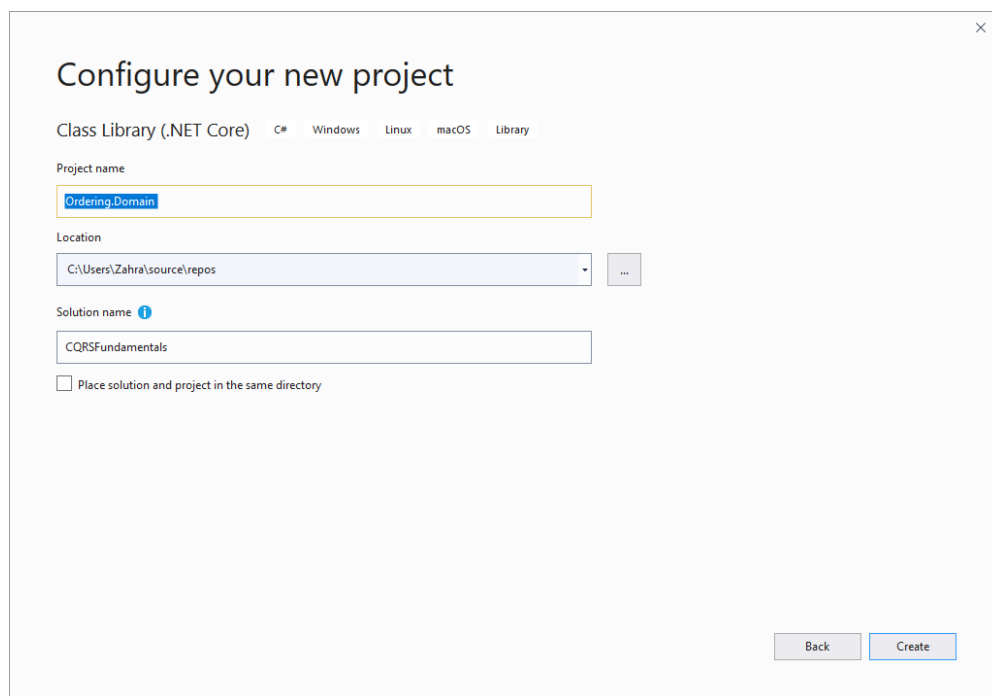 Configure your new project
Class Library (.NET Core) C# Windows Linux macOS Library
Project name
Ordering.Domain
Location
C:\Users\Zahra\source\repos
...
Solution name
CQRSFundamentals
Place solution and project in the same directory
Back Create